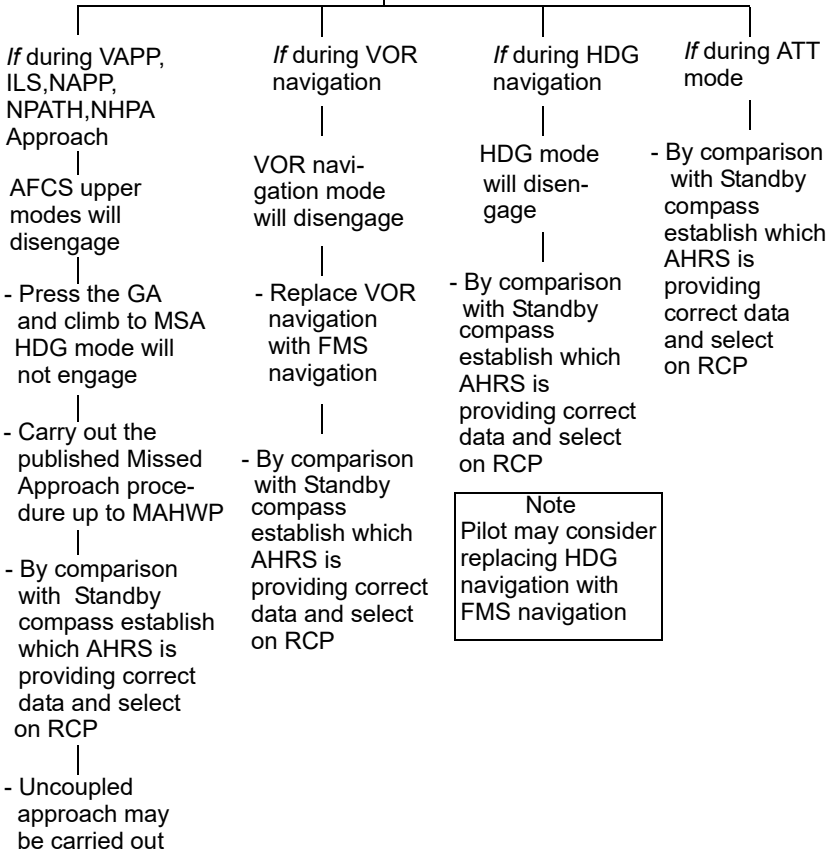 If during VAPP,
ILS,NAPP,
NPATH,NHPA
Approach
AFCS upper
modes will
disengage
- Press the GA
and climb to MSA
HDG mode will
not engage
- Carry out the
published Missed
Approach proce-
dure up to MAHWP
- By comparison
with Standby
compass establish
which AHRS is
providing correct
data and select
on RCP
- Uncoupled
approach may
be carried out
If during VOR
navigation
VOR navi-
gation mode
will disengage
- Replace VOR
navigation
with FMS
navigation
- By comparison
with Standby
compass
establish which
AHRS is
providing correct
data and select
on RCP
If during HDG
navigation
HDG mode
will disen-
gage
- By comparison
with Standby
compass
establish which
AHRS is
providing correct
data and select
on RCP
Note
Pilot may consider
replacing HDG
navigation with
FMS navigation
If during ATT
mode
- By comparison
with Standby
compass
establish which
AHRS is
providing
correct data
and select
on RCP